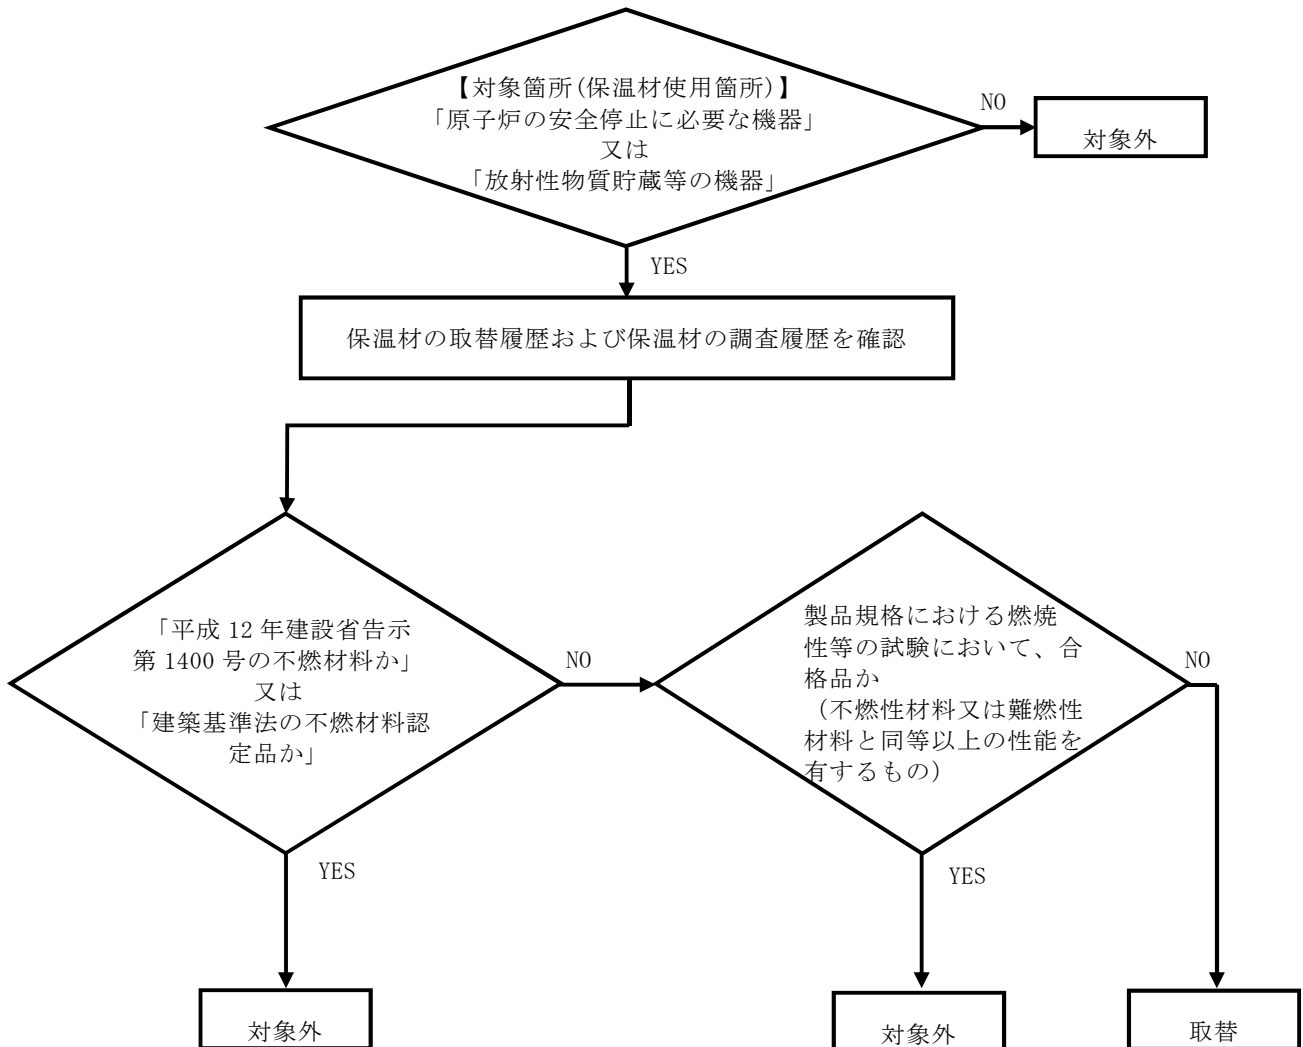 【対象箇所(保温材使用箇所)】
「原子炉の安全停止に必要な機器」
又は
「放射性物質貯蔵等の機器」
NO
対象外
YES
保温材の取替履歴および保温材の調査履歴を確認
「平成 12 年建設省告示
第 1400 号の不燃材料か」
又は
「建築基準法の不燃材料認
定品か」
NO
製品規格における燃焼
性等の試験において、合
格品か
（不燃性材料又は難燃性
材料と同等以上の性能を
有するもの）
NO
YES
YES
対象外
対象外
取替